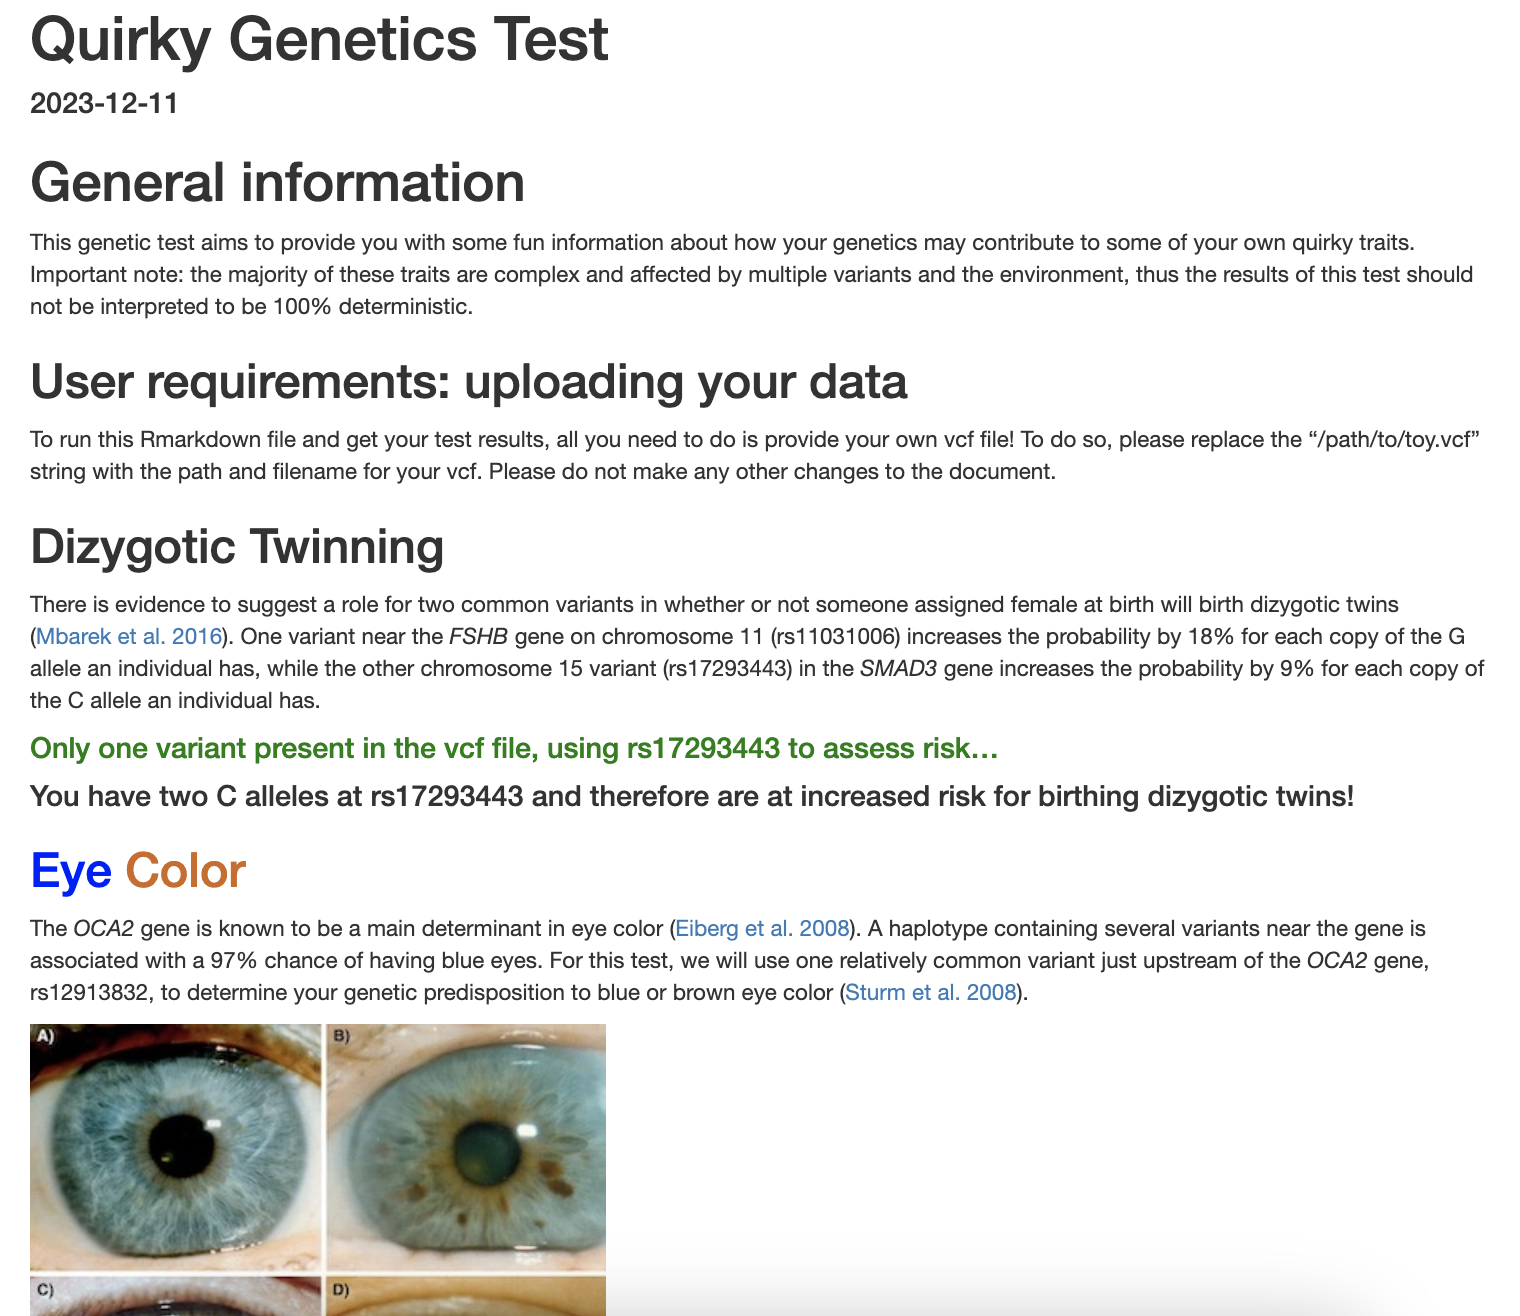 Quirky Genetics Test
2023-12-11
General information
This genetic test aims to provide you with some fun information about how your genetics may contribute to some of your own quirky traits.
Important note: the majority of these traits are complex and affected by multiple variants and the environment, thus the results of this test should
not be interpreted to be 100% deterministic.
User requirements: uploading your data
To run this Rmarkdown file and get your test results, all you need to do is provide your own vcf file! To do so, please replace the “/path/to/toy.vcf”
string with the path and filename for your vcf. Please do not make any other changes to the document.
Dizygotic Twinning
There is evidence to suggest a role for two common variants in whether or not someone assigned female at birth will birth dizygotic twins
(Mbarek et al. 2016). One variant near the FSHB gene on chromosome 11 (rs11031006) increases the probability by 18% for each copy of the G
allele an individual has, while the other chromosome 15 variant (rs17293443) in the SMAD3 gene increases the probability by 9% for each copy of
the C allele an individual has.
Only one variant present in the vcf file, using rs17293443 to assess risk…
You have two C alleles at rs17293443 and therefore are at increased risk for birthing dizygotic twins!
Eye Color
The OCA2 gene is known to be a main determinant in eye color (Eiberg et al. 2008). A haplotype containing several variants near the gene is
associated with a 97% chance of having blue eyes. For this test, we will use one relatively common variant just upstream of the OCA2 gene,
rs12913832, to determine your genetic predisposition to blue or brown eye color (Sturm et al. 2008).
A) B)
C) D)